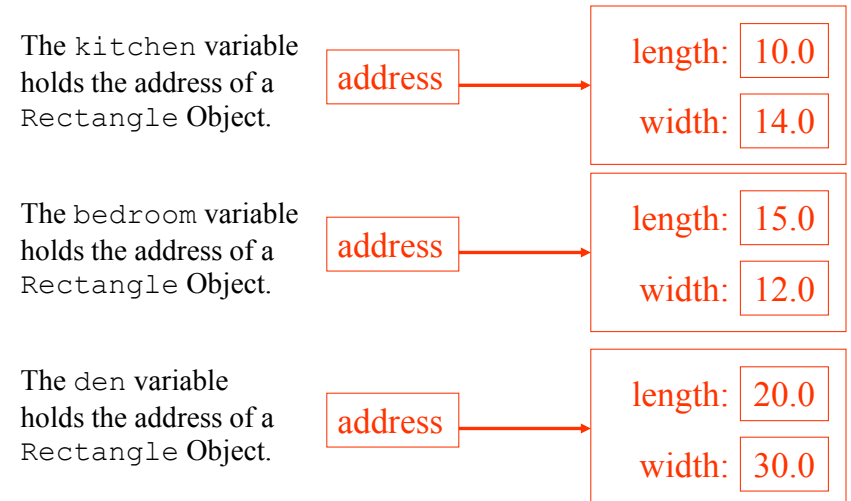 The kitchen variable
holds the address of a
Rectangle Object.
address
length: 10.0
width: 14.0
The bedroom variable
holds the address of a
Rectangle Object.
address
length: 15.0
width: 12.0
The den variable
holds the address of a
Rectangle Object.
address
length: 20.0
width: 30.0